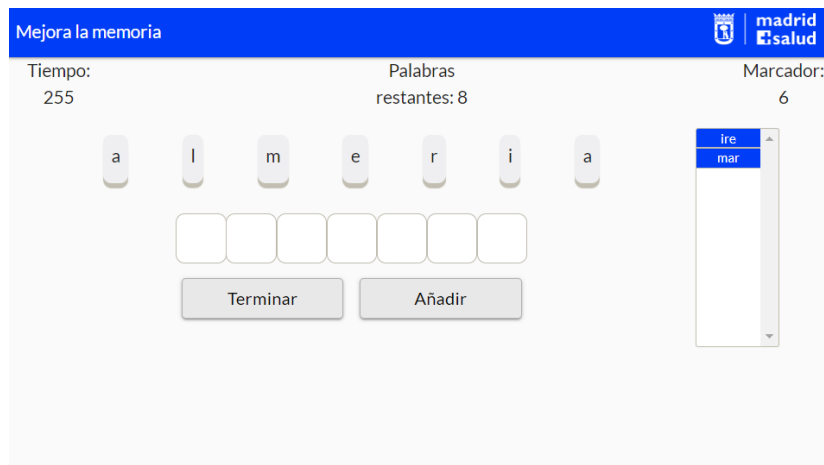 Mejora la memoria
madrid
salud
Tiempo:
Palabras
Marcador:
255
restantes: 8
6
a l m e r i a
ire
mar
Terminar
Añadir